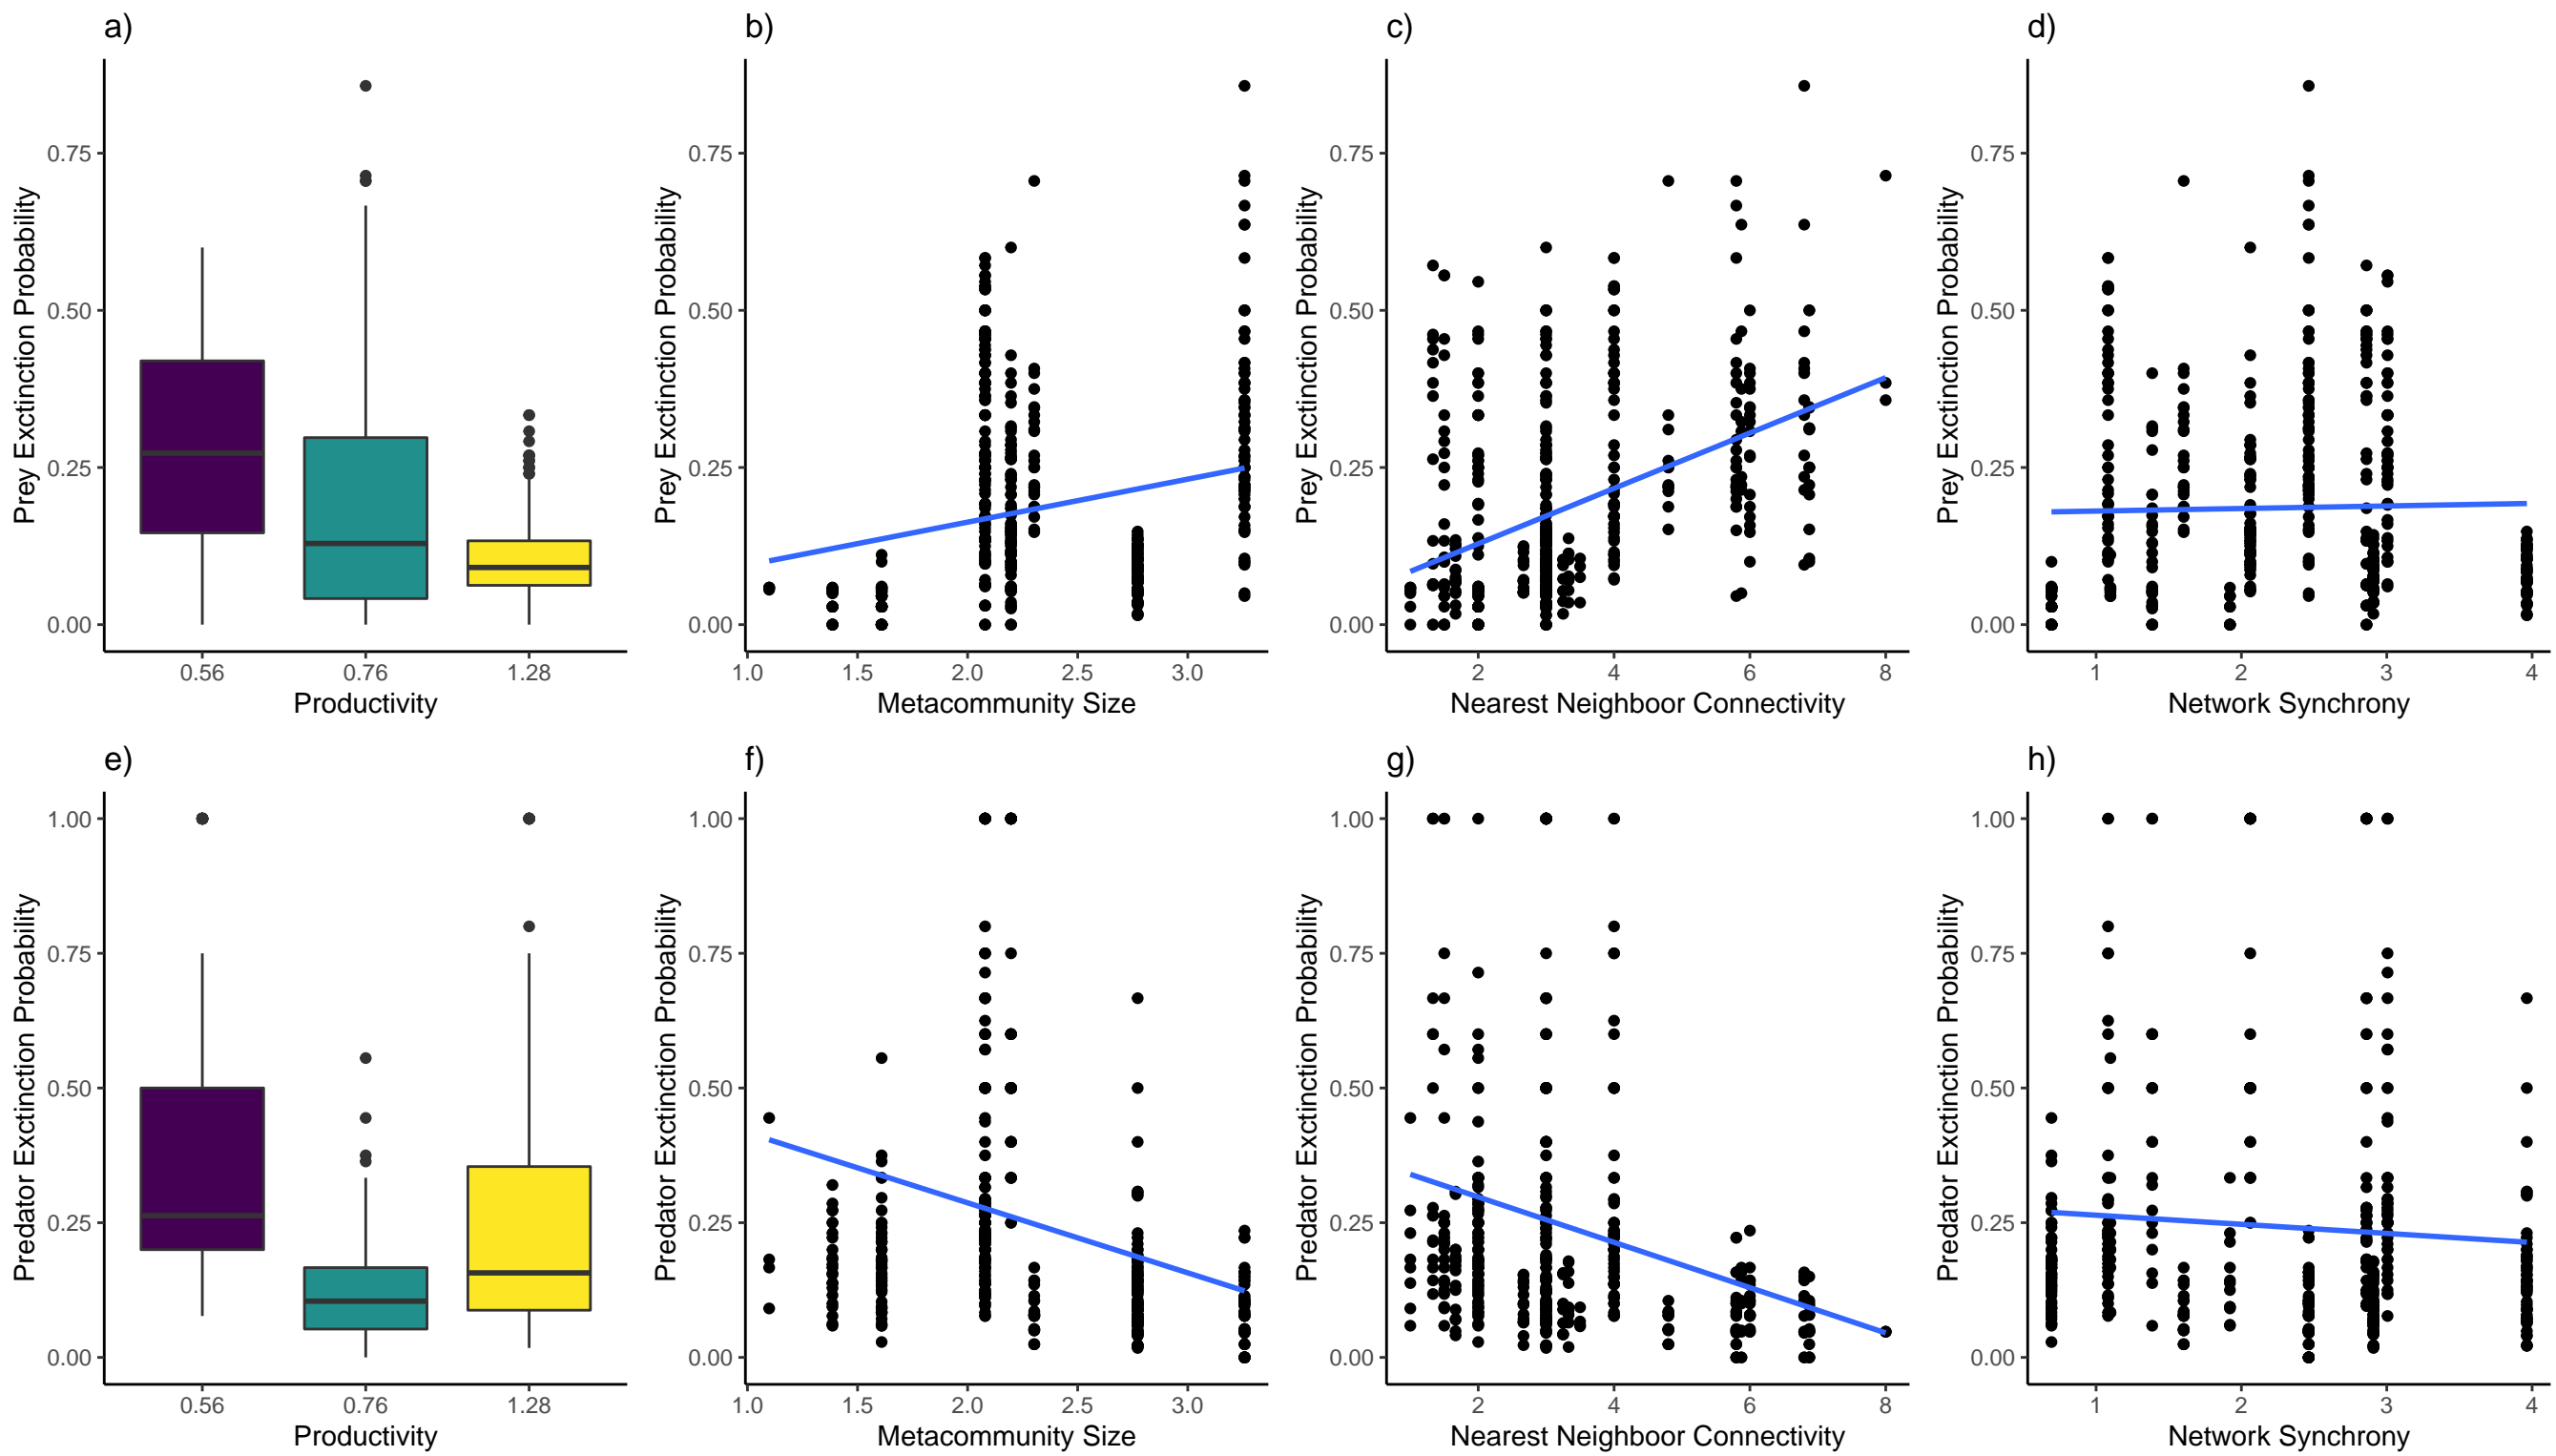 a)
b)
c)
d)
Prey Exctinction Probability
0.75
0.50
0.25
0.00
0.56
0.76
1.28
Productivity
Prey Exctinction Probability
0.75
0.50
0.25
0.00
1.0
1.5
2.0
2.5
3.0
Metacommunity Size
Prey Exctinction Probability
0.75
0.50
0.25
0.00
2
4
6
8
Nearest Neighboor Connectivity
Prey Exctinction Probability
0.75
0.50
0.25
0.00
1
2
3
4
Network Synchrony
e)
f)
g)
h)
Predator Exctinction Probability
1.00
0.75
0.50
0.25
0.00
0.56
0.76
1.28
Productivity
Predator Exctinction Probability
1.00
0.75
0.50
0.25
0.00
1.0
1.5
2.0
2.5
3.0
Metacommunity Size
Predator Exctinction Probability
1.00
0.75
0.50
0.25
0.00
2
4
6
8
Nearest Neighboor Connectivity
Predator Exctinction Probability
1.00
0.75
0.50
0.25
0.00
1
2
3
4
Network Synchrony